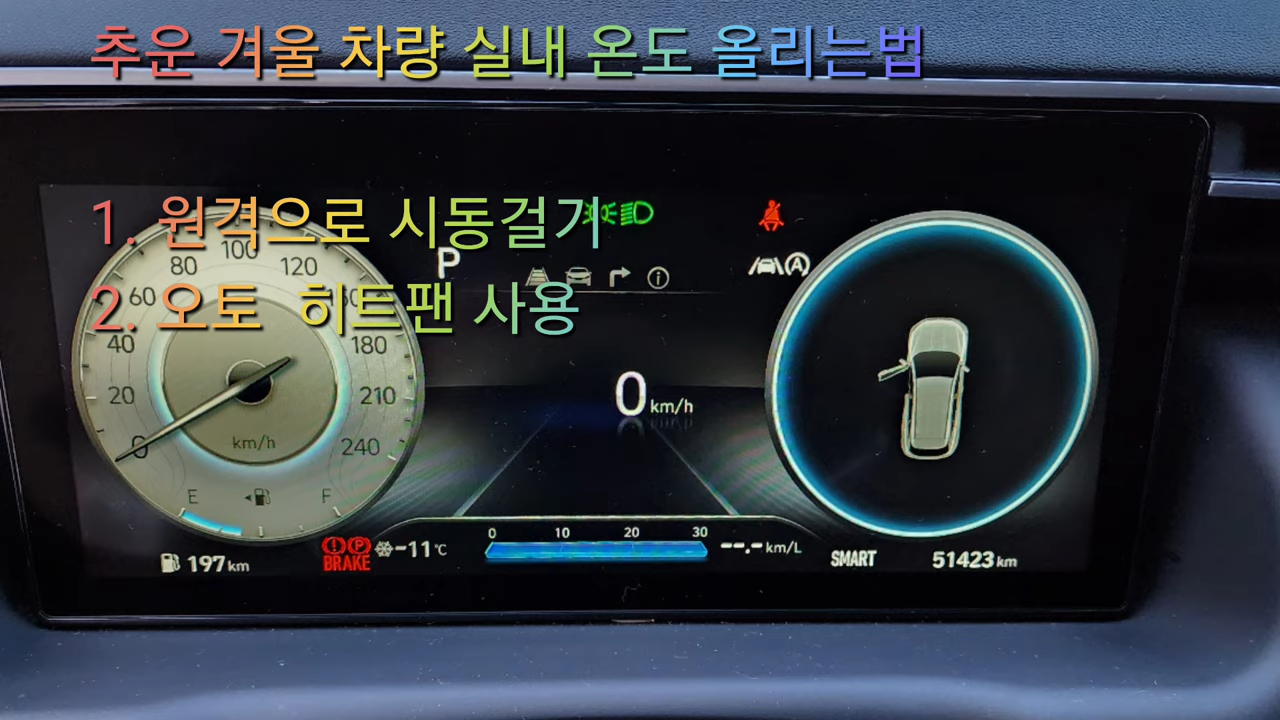 추운 겨울 차량 실내 온도 올리는법
1. 원격으로 시동걸기
2. 오토 히트팬 사용
P
0 20 40 60 80 100 120 180 210 240
km/h
E F
0 km/h
0 10 20 30
197 km
BRAKE
-11℃
--.- km/L
SMART
51423 km